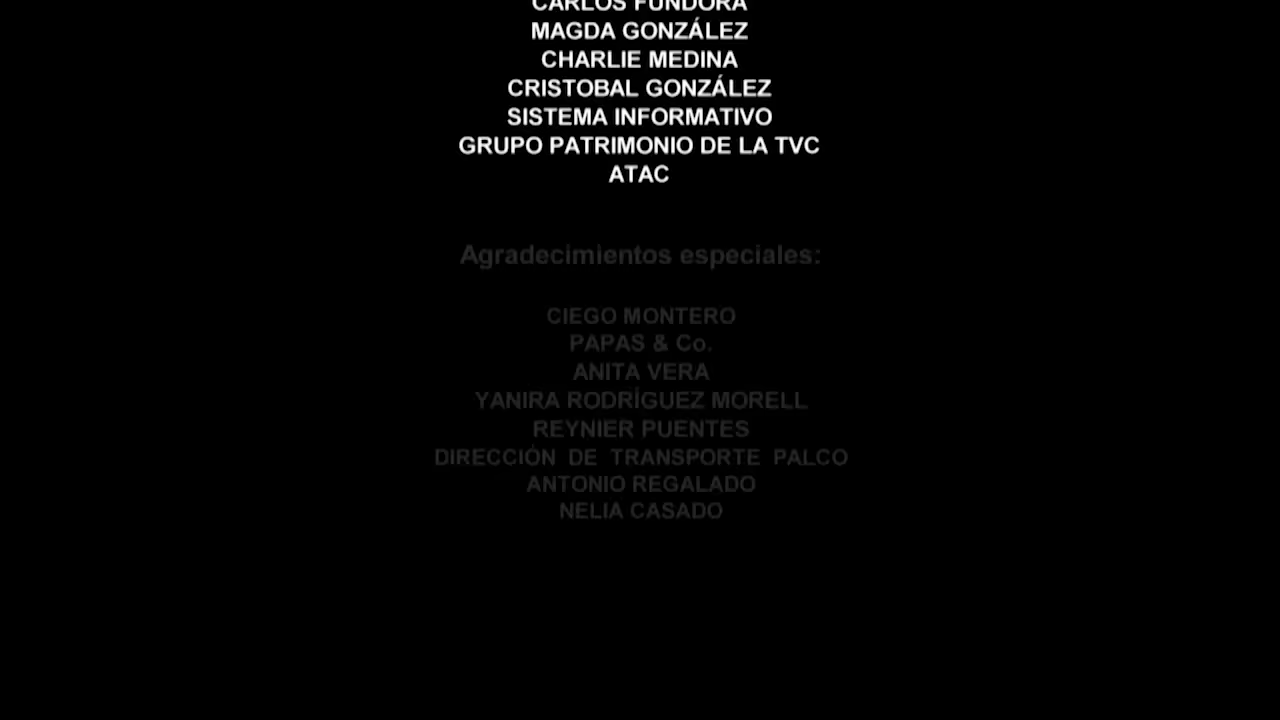 CARLOS FUNDORA
MAGDA GONZÁLEZ
CHARLIE MEDINA
CRISTOBAL GONZÁLEZ
SISTEMA INFORMATIVO
GRUPO PATRIMONIO DE LA TVC
ATAC
Agradecimientos especiales:
CIEGO MONTERO
PAPAS & Co.
ANITA VERA
YANIRA RODRÍGUEZ MORELL
REYNIER PUENTES
DIRECCIÓN DE TRANSPORTE PALCO
ANTONIO REGALADO
NELIA CASADO